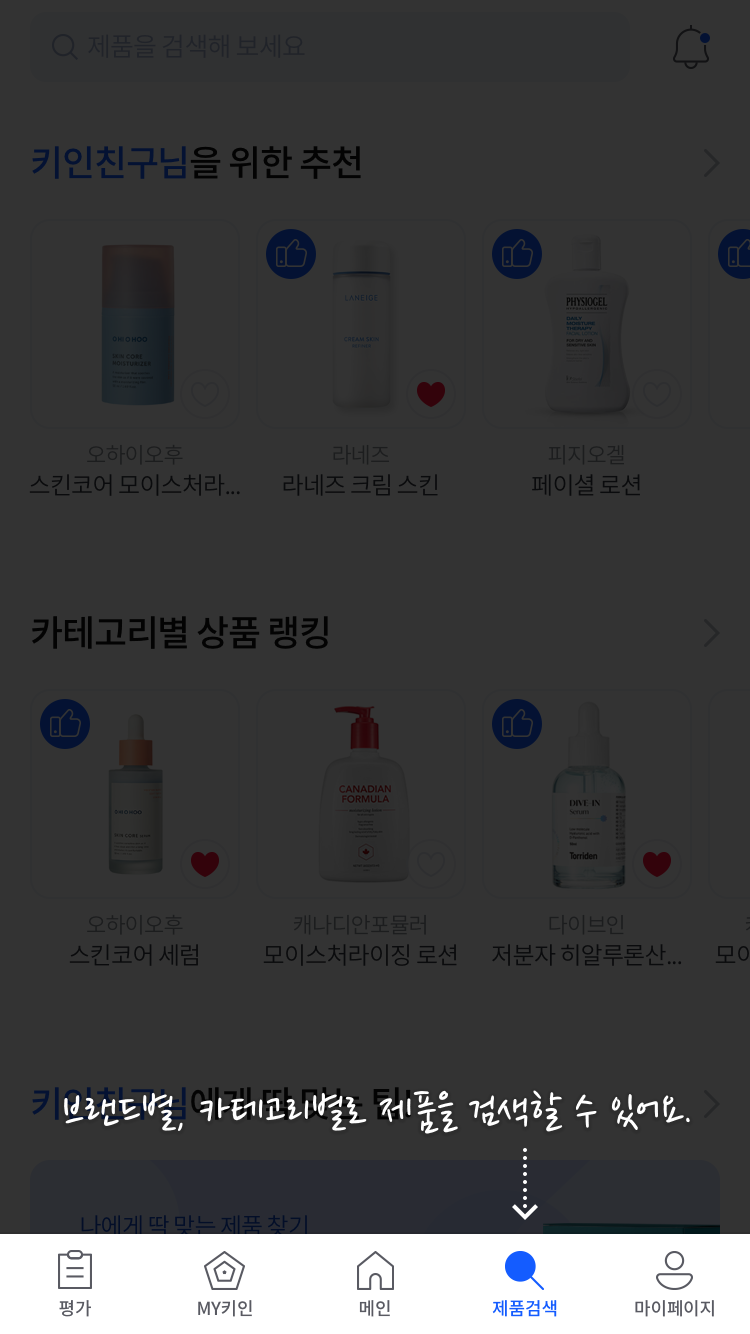 제품을 검색해 보세요
키인친구님을 위한 추천
LANEIGE
CREAM SKIN
PHYSIOGEL
DAILY
MOISTURE
THERAPY
오하이오후
라네즈
피지오겔
스킨코어 모이스처라...
라네즈 크림 스킨
페이셜 로션
카테고리별 상품 랭킹
CANADIAN
FORMULA
DIVE-IN
Serum
Torriden
오하이오후
캐나디안포뮬러
다이브인
스킨코어 세럼
모이스처라이징 로션
저분자 히알루론산...
모이
키인친구님에게 딱 맞는 팁!
브랜드별, 카테고리별로 제품을 검색할 수 있어요.
나에게 딱 맞는 제품 찾기
평가
MY키인
메인
제품검색
마이페이지